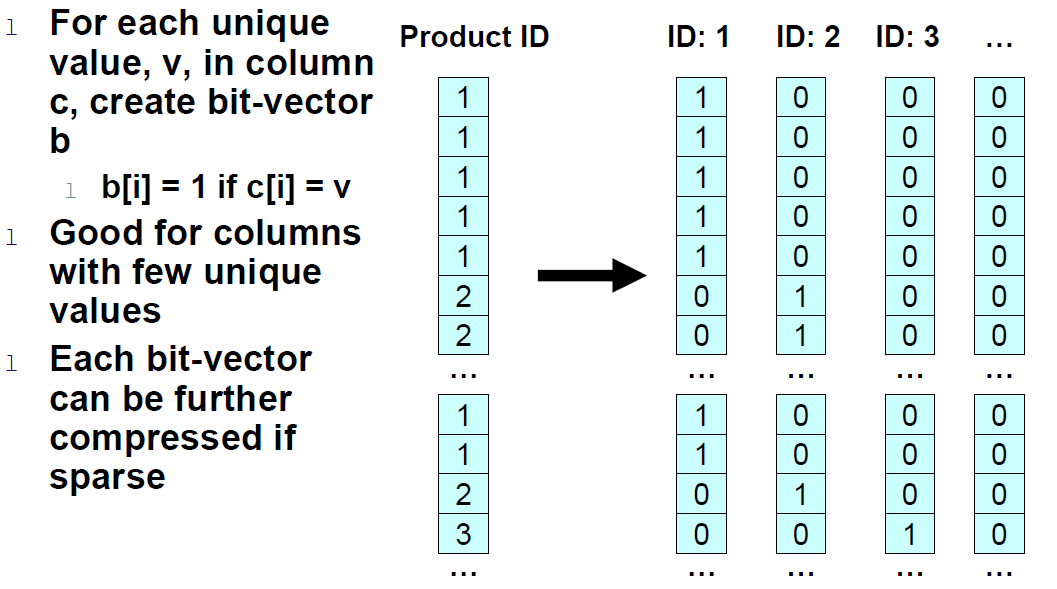 l For each unique
value, v, in column
c, create bit-vector
b
l b[i] = 1 if c[i] = v
l Good for columns
with few unique
values
l Each bit-vector
can be further
compressed if
sparse
Product ID ID: 1 ID: 2 ID: 3 …
1 1 0 0 0
1 1 0 0 0
1 1 0 0 0
1 1 0 0 0
1 1 0 0 0
2 0 1 0 0
2 0 1 0 0
… … … … …
1 1 0 0 0
1 1 0 0 0
2 0 1 0 0
3 0 0 1 0
… … … … …